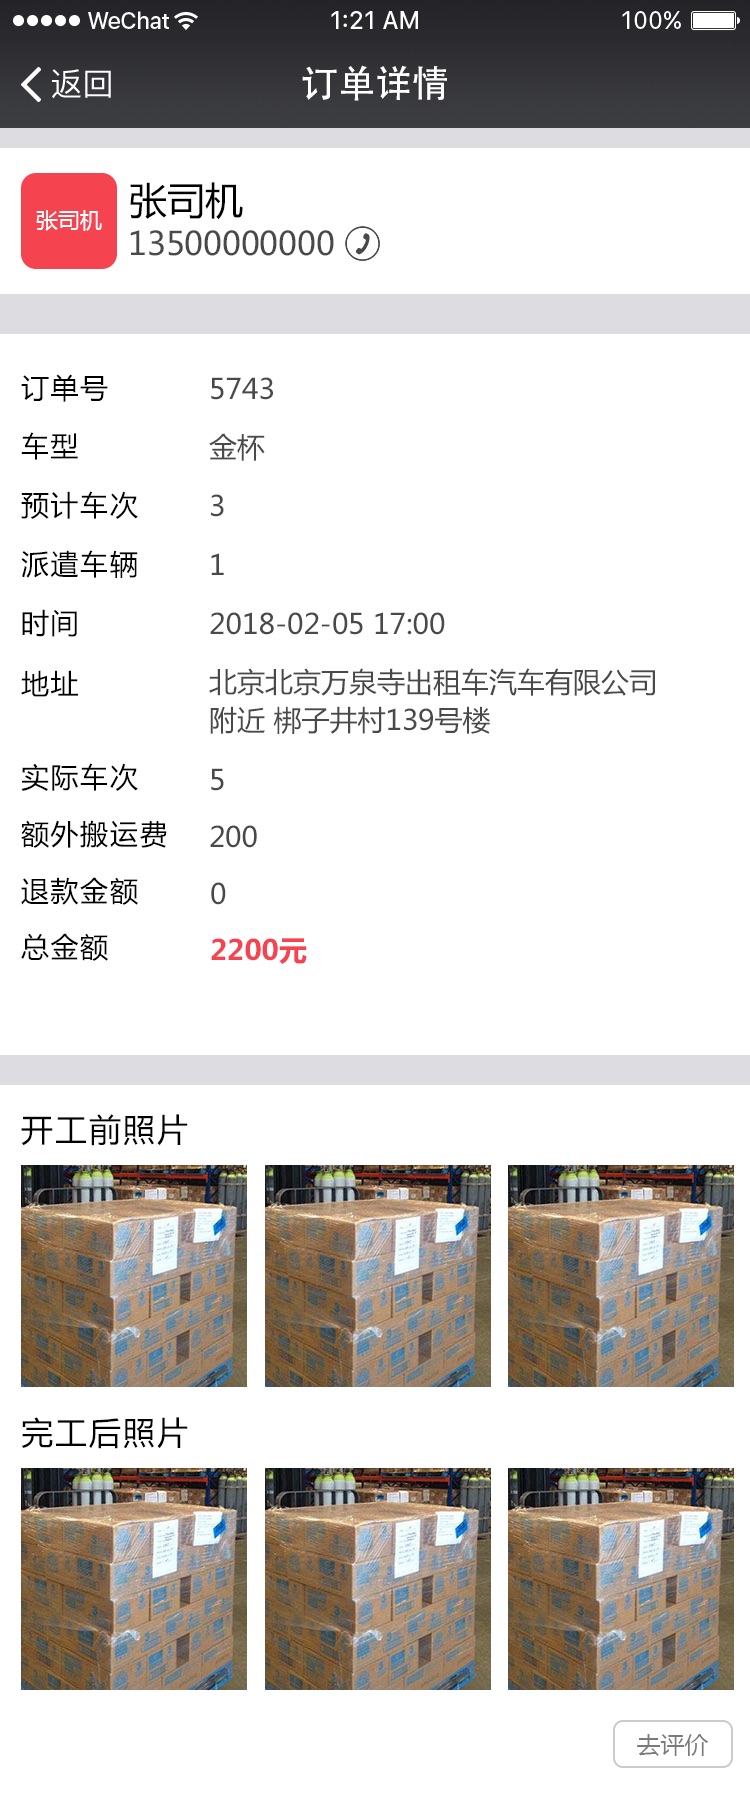 WeChat 1:21 AM 100%
返回 订单详情
张司机
张司机
13500000000
订单号 5743
车型 金杯
预计车次 3
派遣车辆 1
时间 2018-02-05 17:00
地址 北京北京万泉寺出租车汽车有限公司
附近 梆子井村139号楼
实际车次 5
额外搬运费 200
退款金额 0
总金额 2200元
开工前照片
完工后照片
去评价